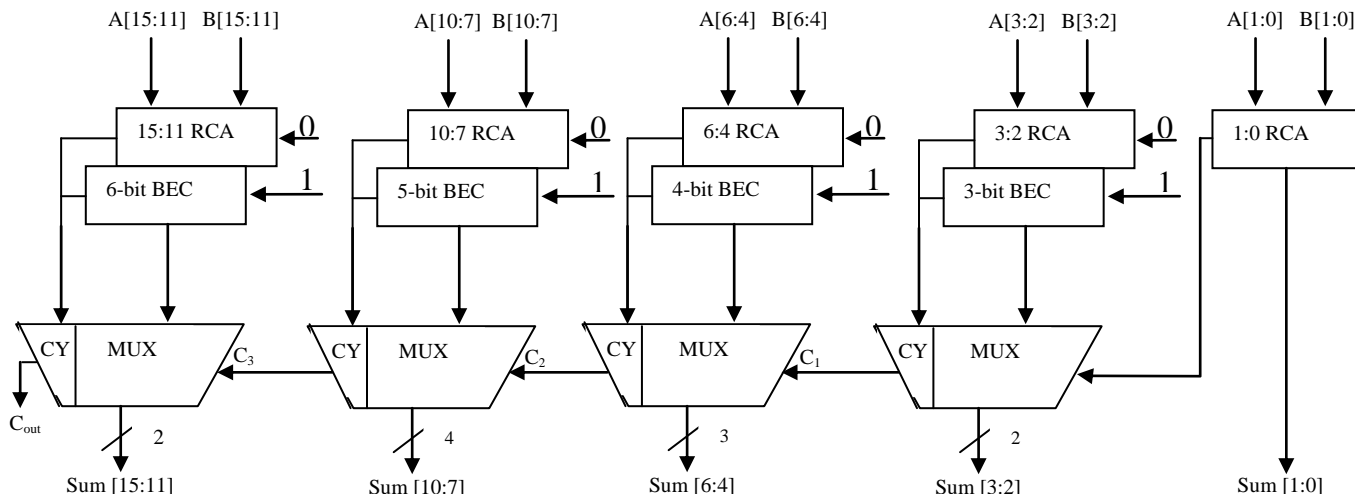 A[15:11] B[15:11] A[10:7] B[10:7] A[6:4] B[6:4] A[3:2] B[3:2] A[1:0] B[1:0]
15:11 RCA 0 10:7 RCA 0 6:4 RCA 0 3:2 RCA 0 1:0 RCA
6-bit BEC 1 5-bit BEC 1 4-bit BEC 1 3-bit BEC 1
CY MUX C₃ CY MUX C₂ CY MUX C₁ CY MUX
Cout 2 4 3 2
Sum [15:11] Sum [10:7] Sum [6:4] Sum [3:2] Sum [1:0]